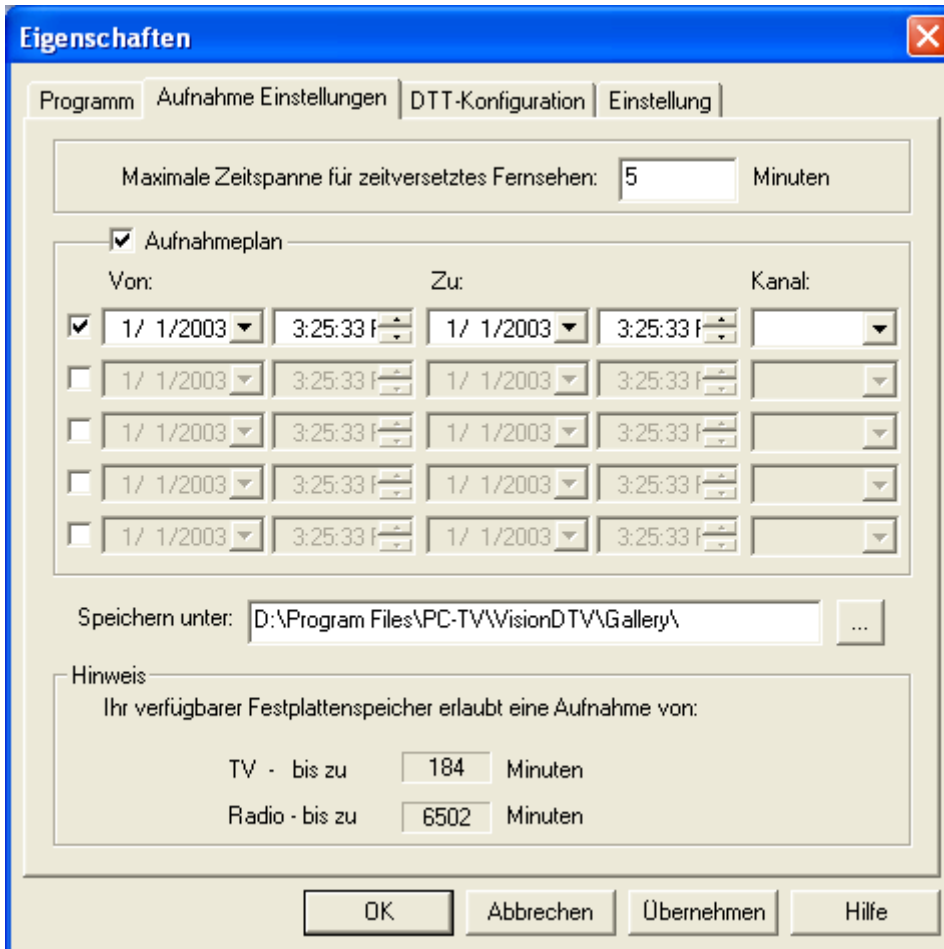 Eigenschaften
Programm Aufnahme Einstellungen DTT-Konfiguration Einstellung
Maximale Zeitspanne für zeitversetztes Fernsehen: 5 Minuten
Aufnahmeplan
Von: Zu: Kanal:
1/ 1/2003 3:25:33 1/ 1/2003 3:25:33
1/ 1/2003 3:25:33 1/ 1/2003 3:25:33
1/ 1/2003 3:25:33 1/ 1/2003 3:25:33
1/ 1/2003 3:25:33 1/ 1/2003 3:25:33
1/ 1/2003 3:25:33 1/ 1/2003 3:25:33
Speichern unter: D:\Program Files\PC-TV\VisionDTV\Gallery\ ...
Hinweis
Ihr verfügbarer Festplattenspeicher erlaubt eine Aufnahme von:
TV - bis zu 184 Minuten
Radio - bis zu 6502 Minuten
OK Abbrechen Übernehmen Hilfe